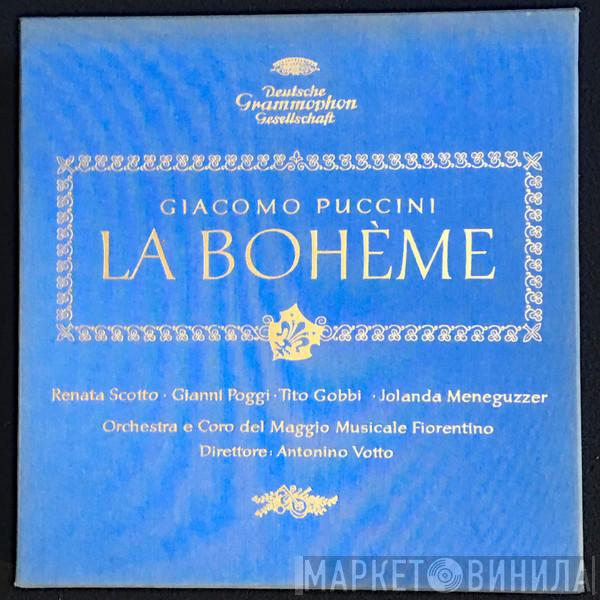 Deutsche
Grammophon
Gesellschaft
GIACOMO PUCCINI
LA BOHÈME
Renata Scotto · Gianni Poggi · Tito Gobbi · Jolanda Meneguzzer
Orchestra e Coro del Maggio Musicale Fiorentino
Direttore: Antonino Votto
МАРКЕТ ВИНИЛА